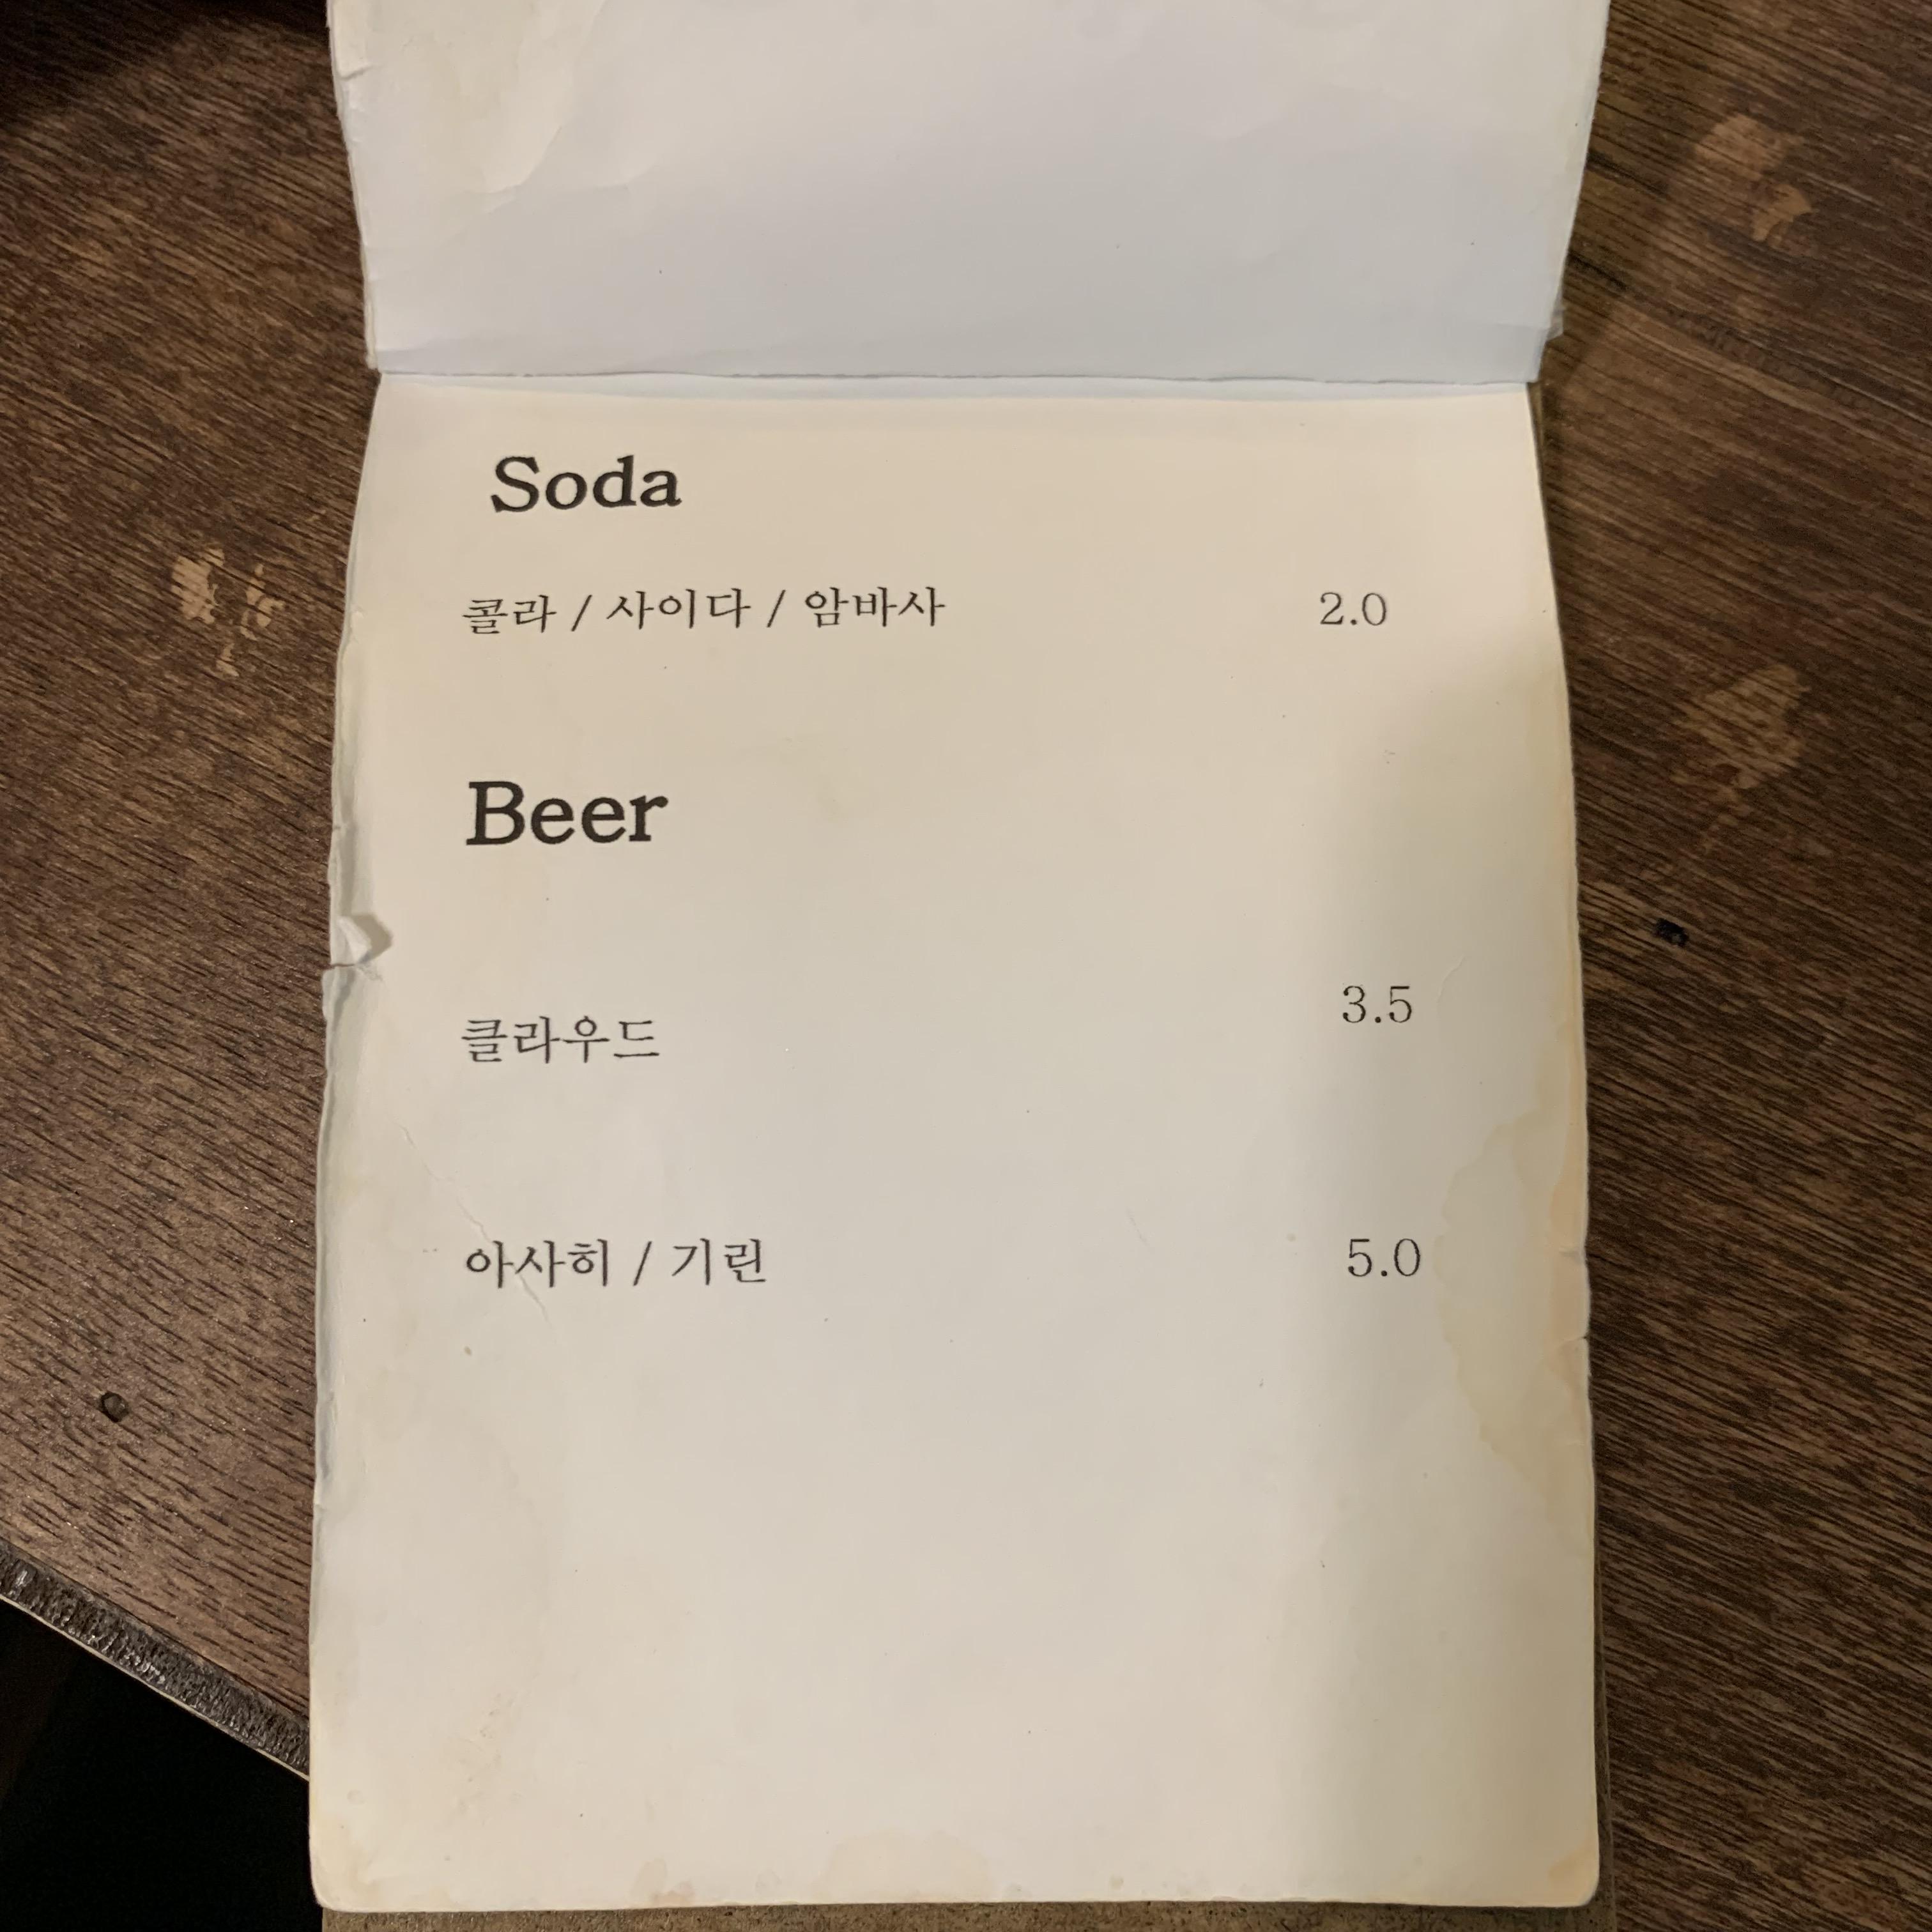 Soda
콜라 / 사이다 / 암바사 2.0
Beer
클라우드 3.5
아사히 / 기린 5.0